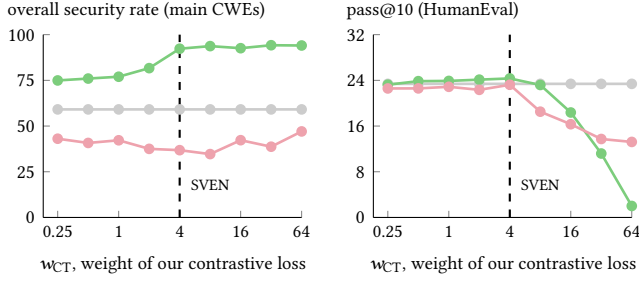 overall security rate (main CWEs)
100
75
50
25
0
0.25 1 4 16 64
SVEN
w_CT, weight of our contrastive loss
pass@10 (HumanEval)
32
24
16
8
0
0.25 1 4 16 64
SVEN
w_CT, weight of our contrastive loss